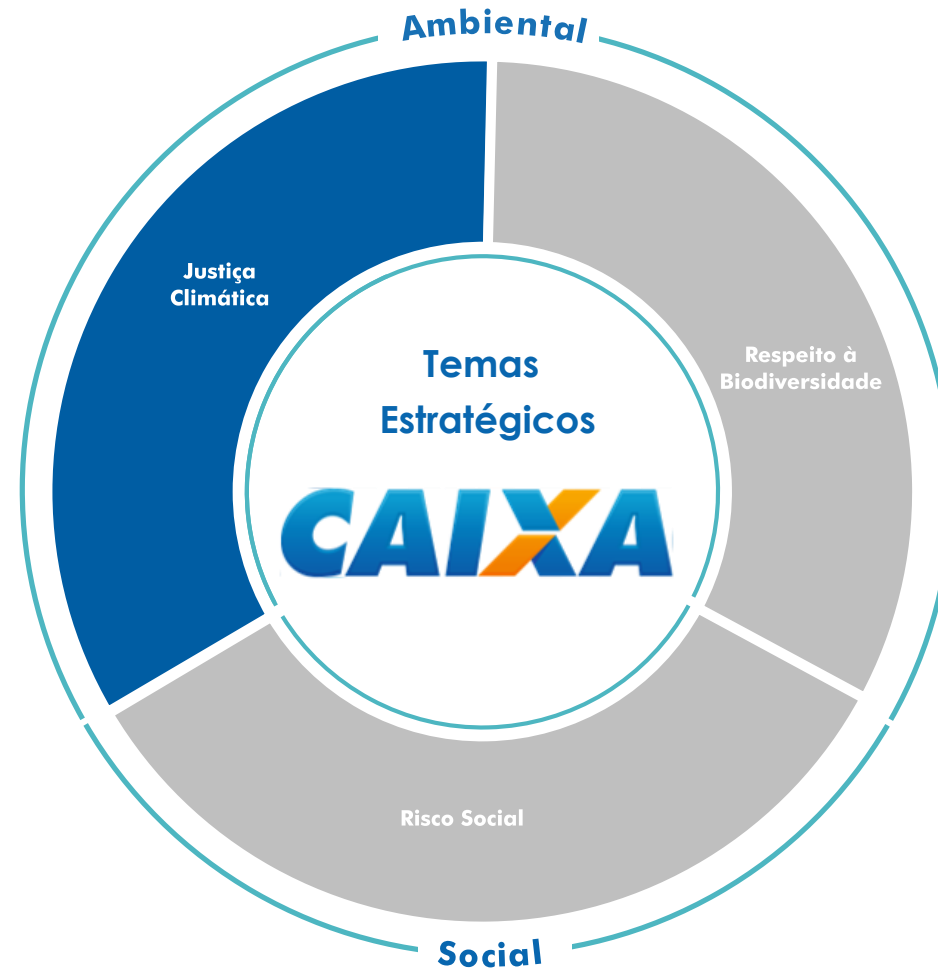 Ambiental
Justiça
Climática
Respeito à
Biodiversidade
Temas
Estratégicos
CAIXA
Risco Social
Social